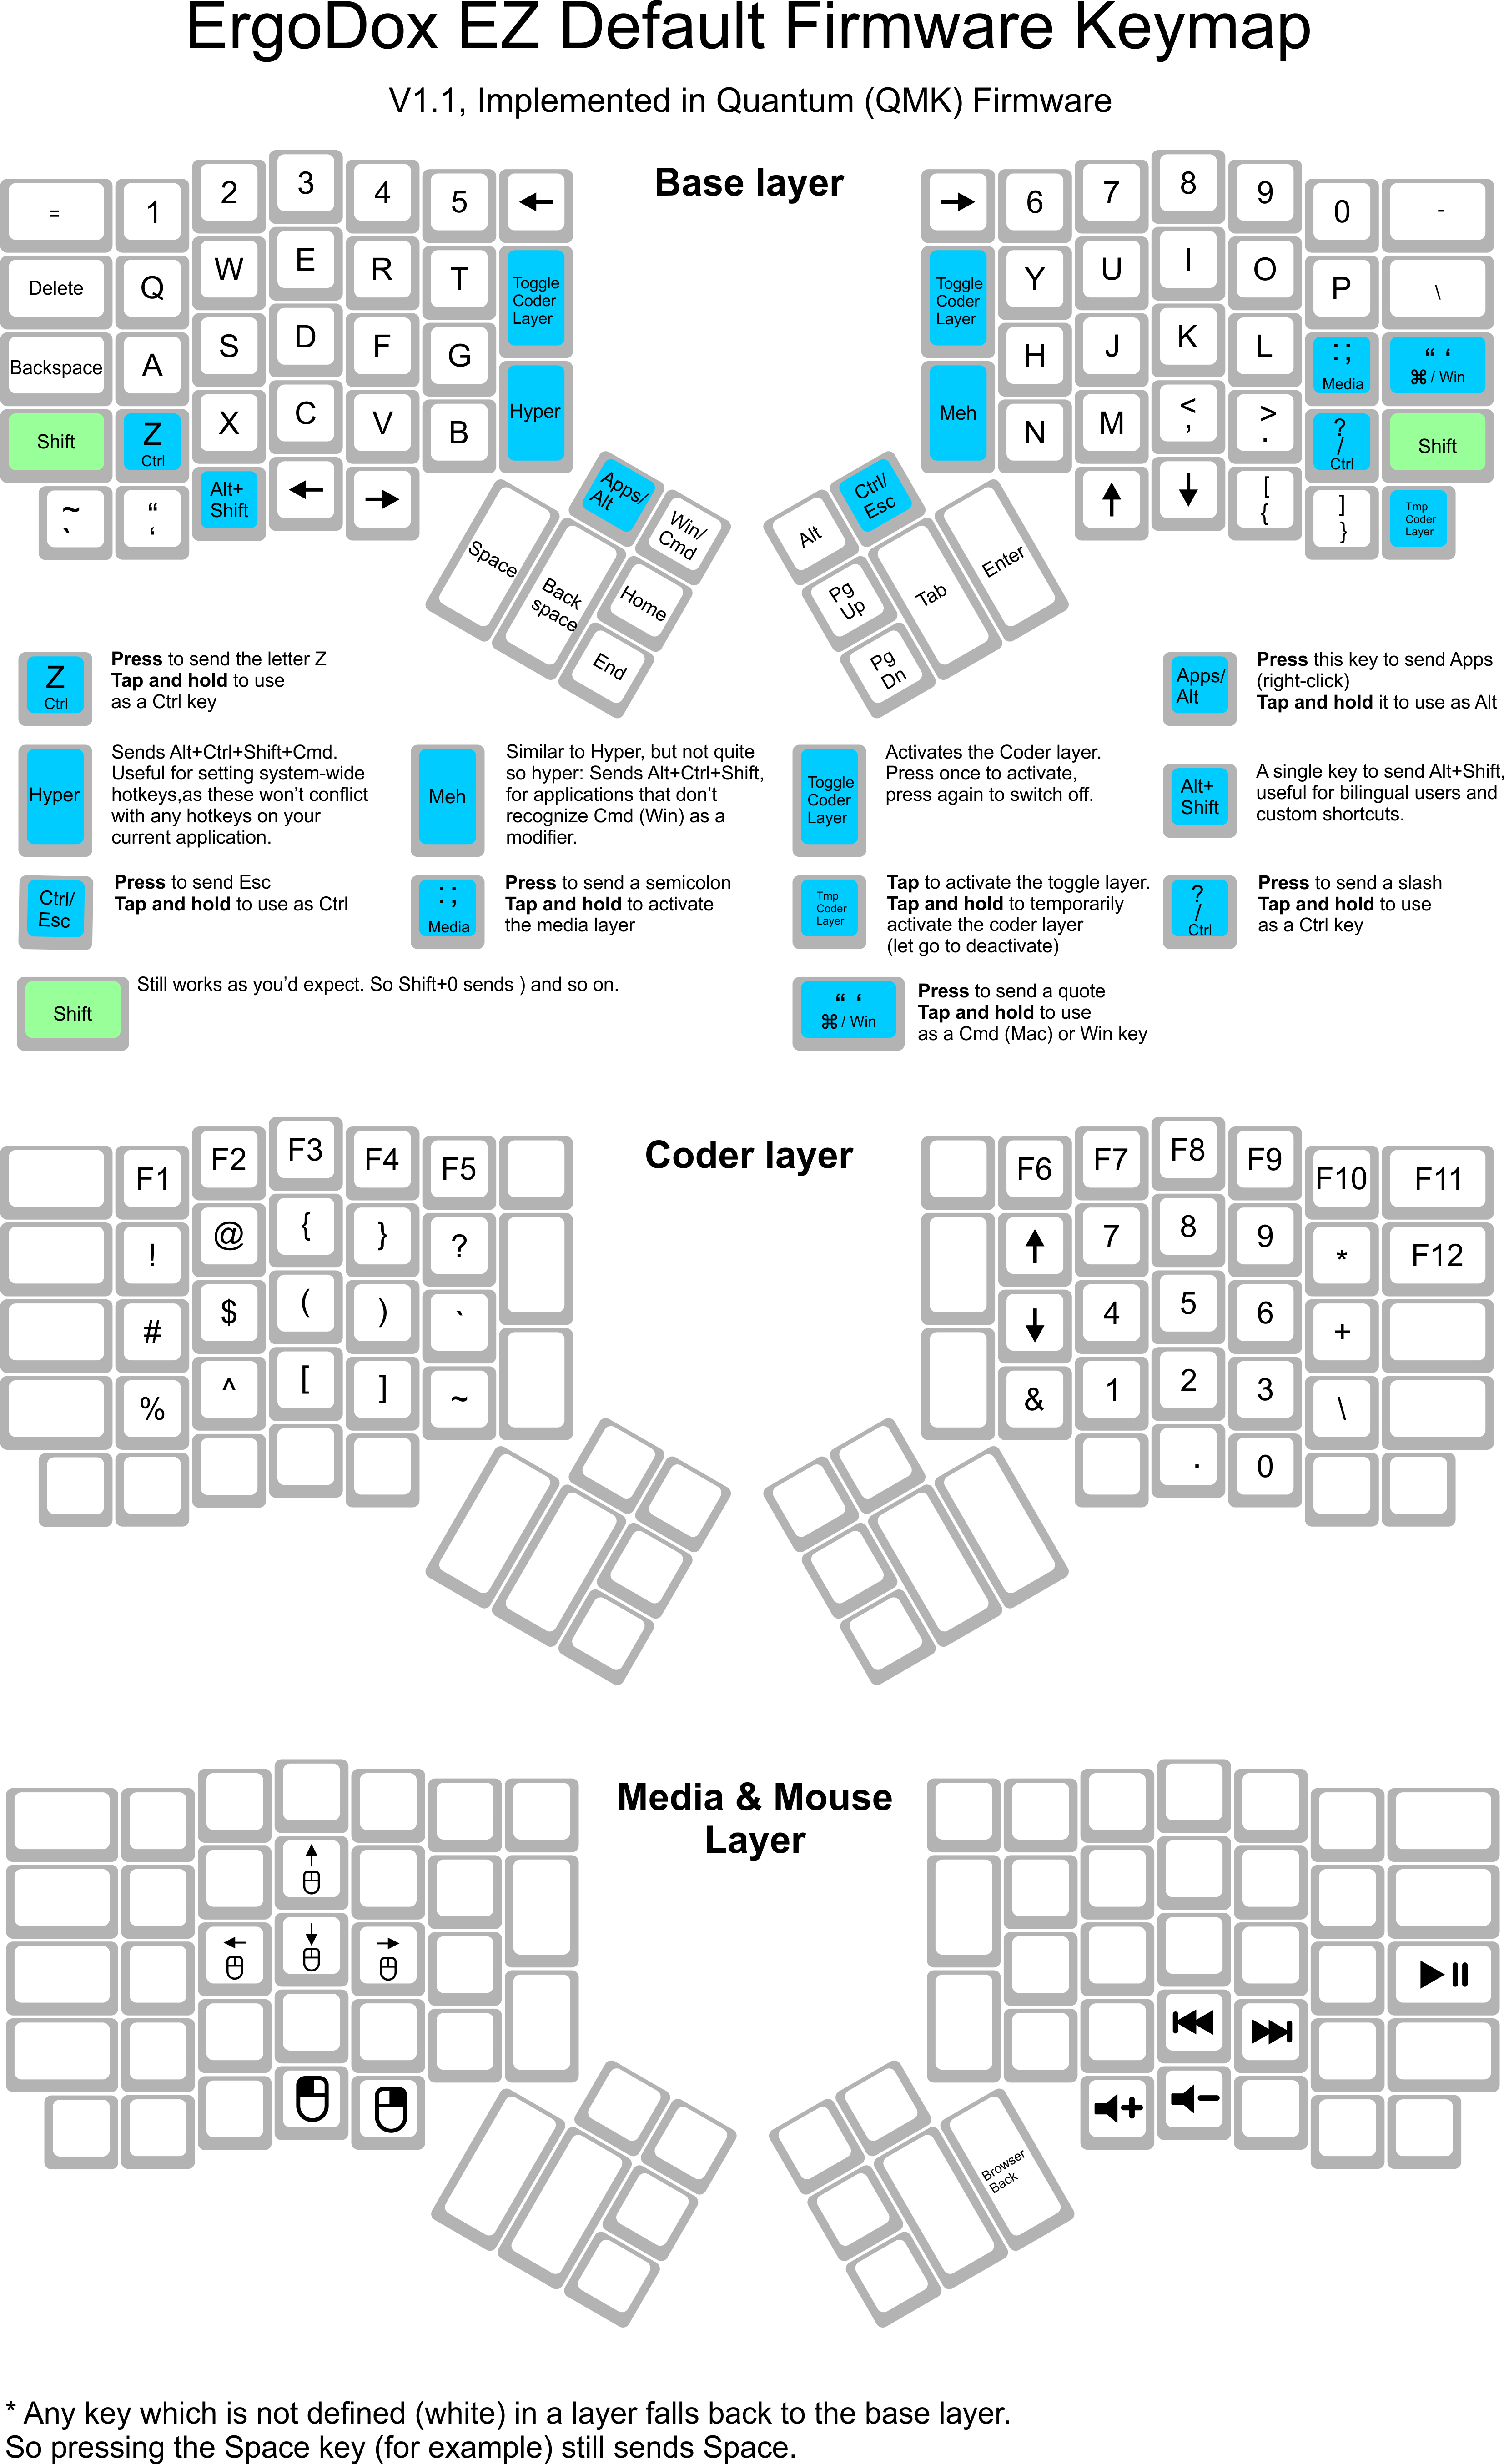 ErgoDox EZ Default Firmware Keymap
V1.1, Implemented in Quantum (QMK) Firmware
Base layer
= 1 2 3 4 5 ←
Delete Q W E R T
Toggle
Coder
Layer
Backspace A S D F G
Shift Z X C V B
Ctrl
Hyper
~ “ Alt+ ← →
` ‘ Shift
Apps/
Alt
Win/
Cmd
Space
Back
space
Home
End
→ 6 7 8 9 0 -
Toggle
Coder
Layer
Y U I O P \
H J K L : ; “ ‘
Media ⌘ / Win
Meh
N M < > ? Shift
, . /
Ctrl
↑ ↓ [ ] Tmp
{ } Coder
Layer
Alt
Ctrl/
Esc
Pg
Up
Pg
Dn
Tab
Enter
Z
Ctrl
Press to send the letter Z
Tap and hold to use
as a Ctrl key
Apps/
Alt
Press this key to send Apps
(right-click)
Tap and hold it to use as Alt
Hyper
Sends Alt+Ctrl+Shift+Cmd.
Useful for setting system-wide
hotkeys,as these won’t conflict
with any hotkeys on your
current application.
Meh
Similar to Hyper, but not quite
so hyper: Sends Alt+Ctrl+Shift,
for applications that don’t
recognize Cmd (Win) as a
modifier.
Toggle
Coder
Layer
Activates the Coder layer.
Press once to activate,
press again to switch off.
Alt+
Shift
A single key to send Alt+Shift,
useful for bilingual users and
custom shortcuts.
Ctrl/
Esc
Press to send Esc
Tap and hold to use as Ctrl
: ;
Media
Press to send a semicolon
Tap and hold to activate
the media layer
Tmp
Coder
Layer
Tap to activate the toggle layer.
Tap and hold to temporarily
activate the coder layer
(let go to deactivate)
?
/
Ctrl
Press to send a slash
Tap and hold to use
as a Ctrl key
Shift
Still works as you’d expect. So Shift+0 sends ) and so on.
“ ‘
⌘ / Win
Press to send a quote
Tap and hold to use
as a Cmd (Mac) or Win key
Coder layer
F1 F2 F3 F4 F5
! @ { } ?
# $ ( ) `
% ^ [ ] ~
F6 F7 F8 F9 F10 F11
↑ 7 8 9 * F12
↓ 4 5 6 +
& 1 2 3 \
. 0
Media & Mouse
Layer
Browser
Back
* Any key which is not defined (white) in a layer falls back to the base layer.
So pressing the Space key (for example) still sends Space.